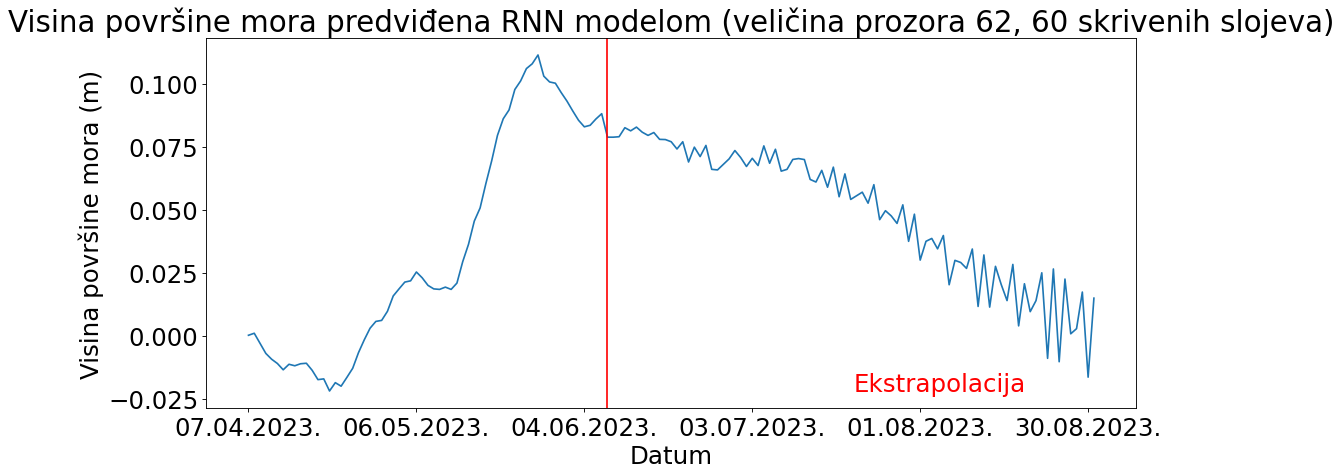 Visina površine mora predviđena RNN modelom (veličina prozora 62, 60 skrivenih slojeva)
Visina površine mora (m)
0.100
0.075
0.050
0.025
0.000
−0.025
Ekstrapolacija
07.04.2023. 06.05.2023. 04.06.2023. 03.07.2023. 01.08.2023. 30.08.2023.
Datum